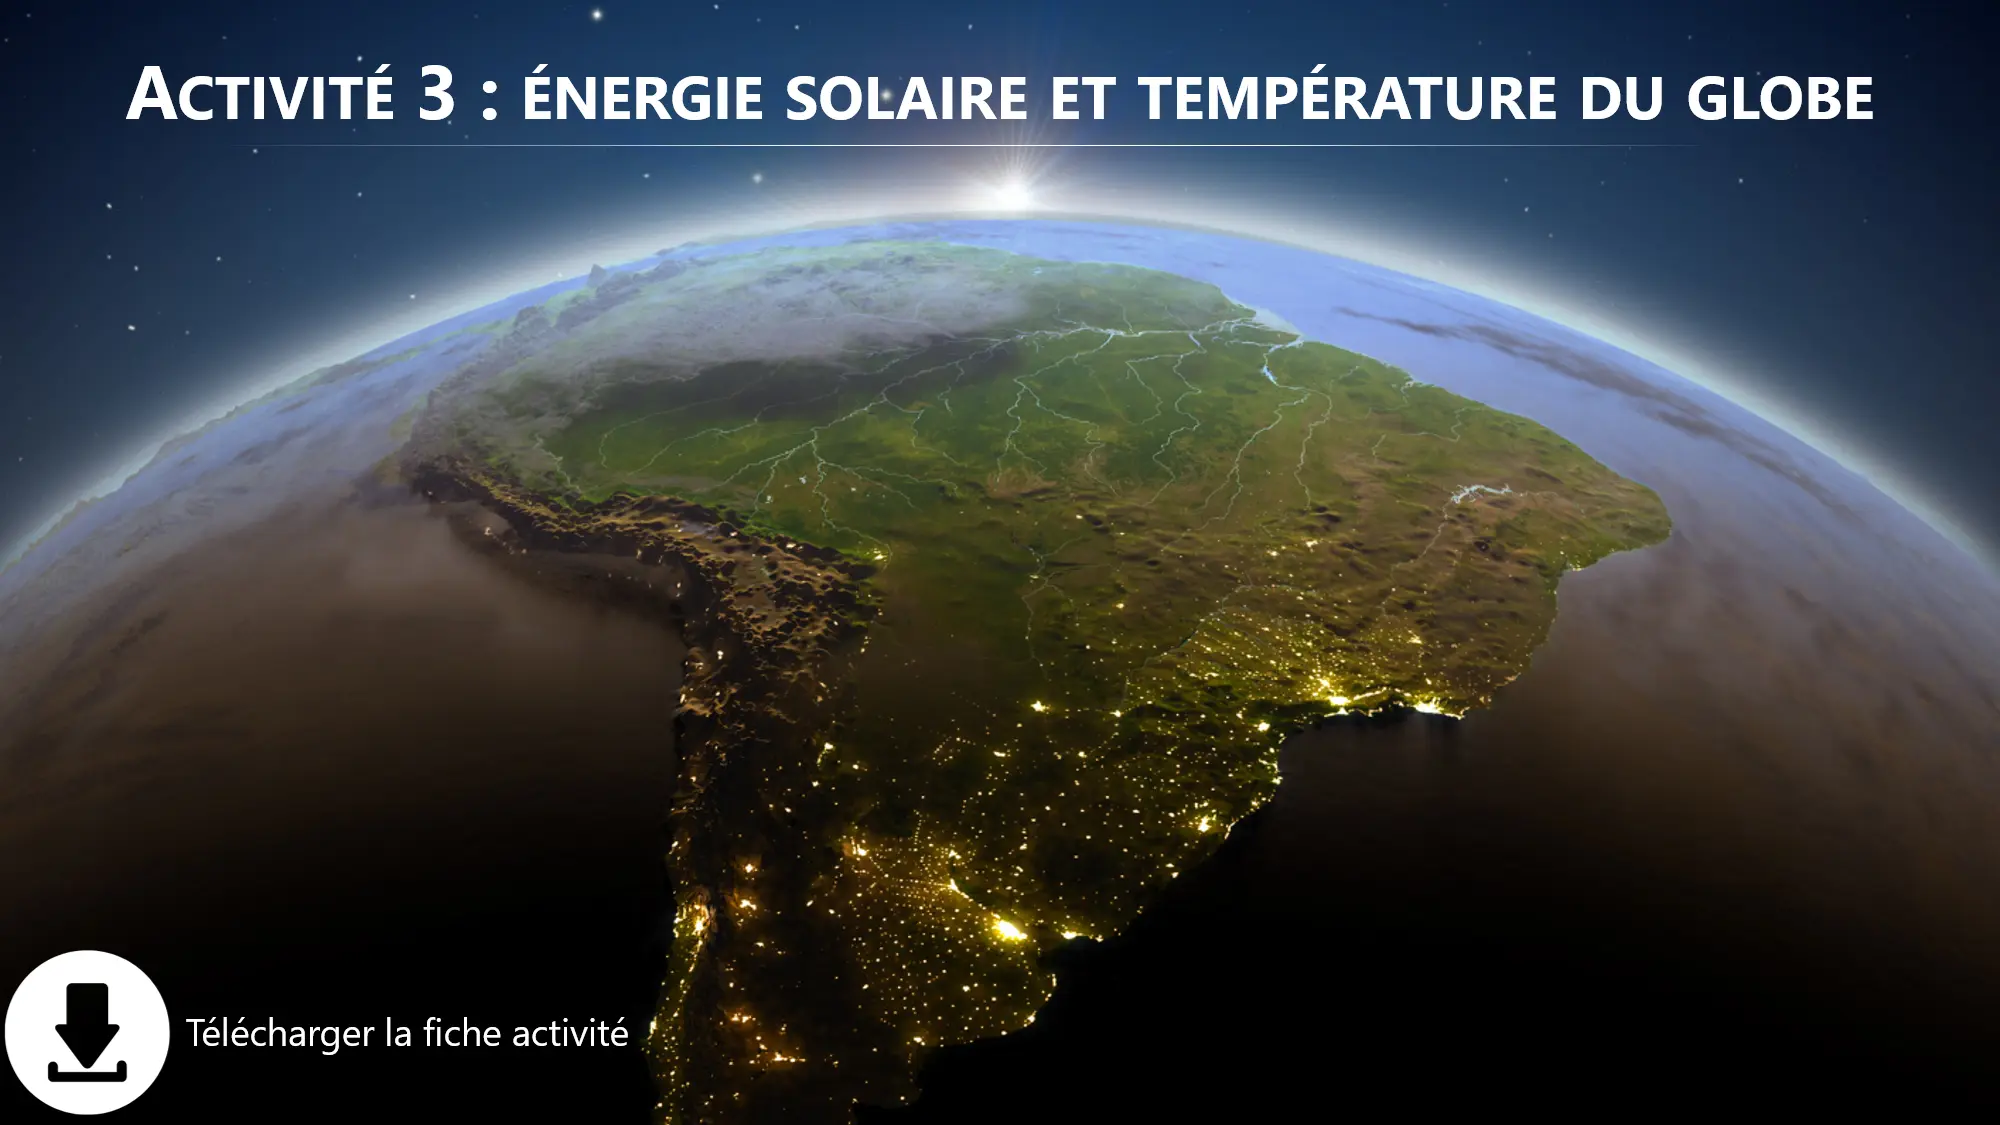 ACTIVITÉ 3 : ÉNERGIE SOLAIRE ET TEMPÉRATURE DU GLOBE
Télécharger la fiche activité